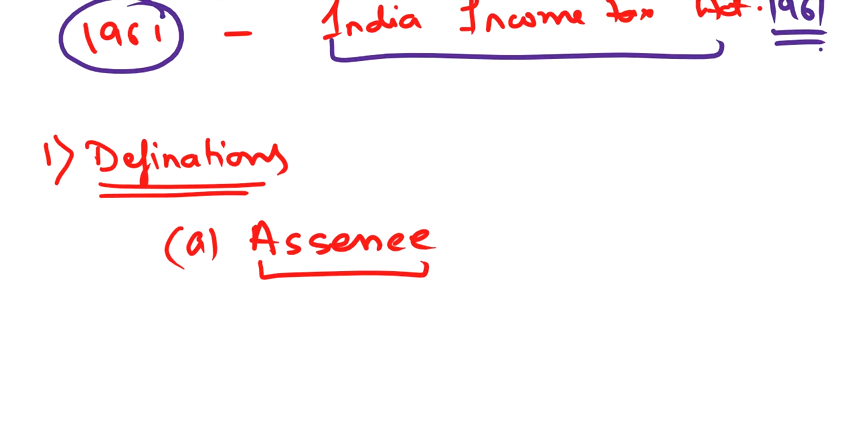 1961 - India Income tax Act. 1961
1) Definations
(a) Assenee